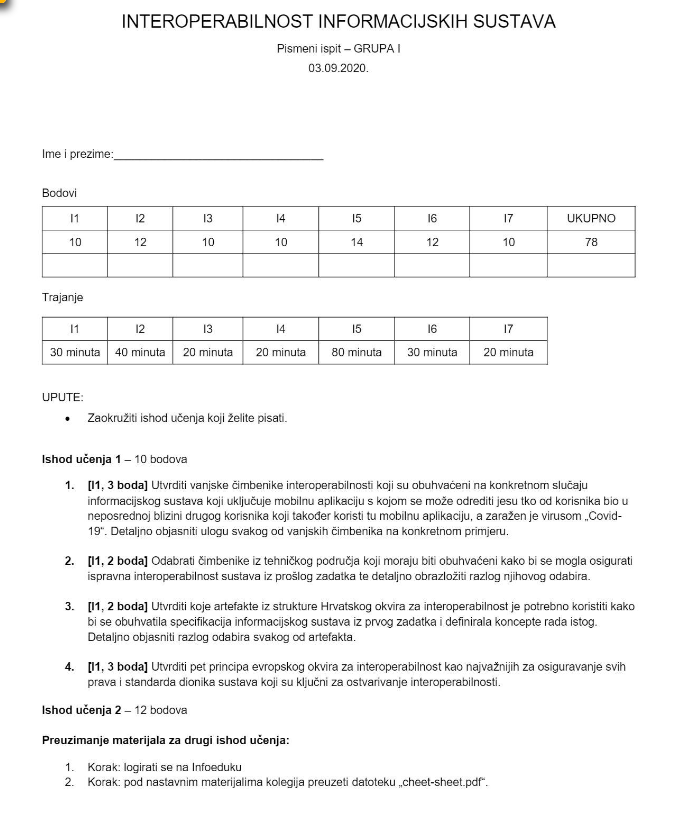 INTEROPERABILNOST INFORMACIJSKIH SUSTAVA
Pismeni ispit – GRUPA I
03.09.2020.
Ime i prezime:_________________________________
Bodovi
I1 I2 I3 I4 I5 I6 I7 UKUPNO
10 12 10 10 14 12 10 78
Trajanje
I1 I2 I3 I4 I5 I6 I7
30 minuta 40 minuta 20 minuta 20 minuta 80 minuta 30 minuta 20 minuta
UPUTE:
• Zaokružiti ishod učenja koji želite pisati.
Ishod učenja 1 – 10 bodova
1. [I1, 3 boda] Utvrditi vanjske čimbenike interoperabilnosti koji su obuhvaćeni na konkretnom slučaju
informacijskog sustava koji uključuje mobilnu aplikaciju s kojom se može odrediti jesu tko od korisnika bio u
neposrednoj blizini drugog korisnika koji također koristi tu mobilnu aplikaciju, a zaražen je virusom „Covid-
19“. Detaljno objasniti ulogu svakog od vanjskih čimbenika na konkretnom primjeru.
2. [I1, 2 boda] Odabrati čimbenike iz tehničkog područja koji moraju biti obuhvaćeni kako bi se mogla osigurati
ispravna interoperabilnost sustava iz prošlog zadatka te detaljno obrazložiti razlog njihovog odabira.
3. [I1, 2 boda] Utvrditi koje artefakte iz strukture Hrvatskog okvira za interoperabilnost je potrebno koristiti kako
bi se obuhvatila specifikacija informacijskog sustava iz prvog zadatka i definirala koncepte rada istog.
Detaljno objasniti razlog odabira svakog od artefakta.
4. [I1, 3 boda] Utvrditi pet principa evropskog okvira za interoperabilnost kao najvažnijih za osiguravanje svih
prava i standarda dionika sustava koji su ključni za ostvarivanje interoperabilnosti.
Ishod učenja 2 – 12 bodova
Preuzimanje materijala za drugi ishod učenja:
1. Korak: logirati se na Infoeduku
2. Korak: pod nastavnim materijalima kolegija preuzeti datoteku „cheet-sheet.pdf“.